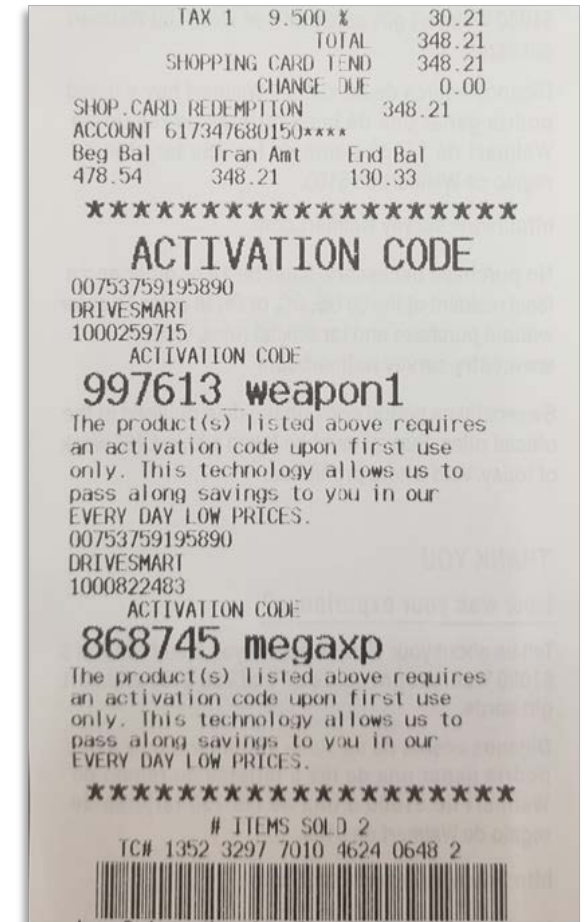 TAX 1 9.500 % 30.21
TOTAL 348.21
SHOPPING CARD TEND 348.21
CHANGE DUE 0.00
SHOP.CARD REDEMPTION 348.21
ACCOUNT 617347680150****
Beg Bal Tran Amt End Bal
478.54 348.21 130.33
*******************
ACTIVATION CODE
00753759195890
DRIVESMART
1000259715
ACTIVATION CODE
997613 weapon1
The product(s) listed above requires
an activation code upon first use
only. This technology allows us to
pass along savings to you in our
EVERY DAY LOW PRICES.
00753759195890
DRIVESMART
1000822483
ACTIVATION CODE
868745 megaxp
The product(s) listed above requires
an activation code upon first use
only. This technology allows us to
pass along savings to you in our
EVERY DAY LOW PRICES.
*******************
# ITEMS SOLD 2
TC# 1352 3297 7010 4624 0648 2